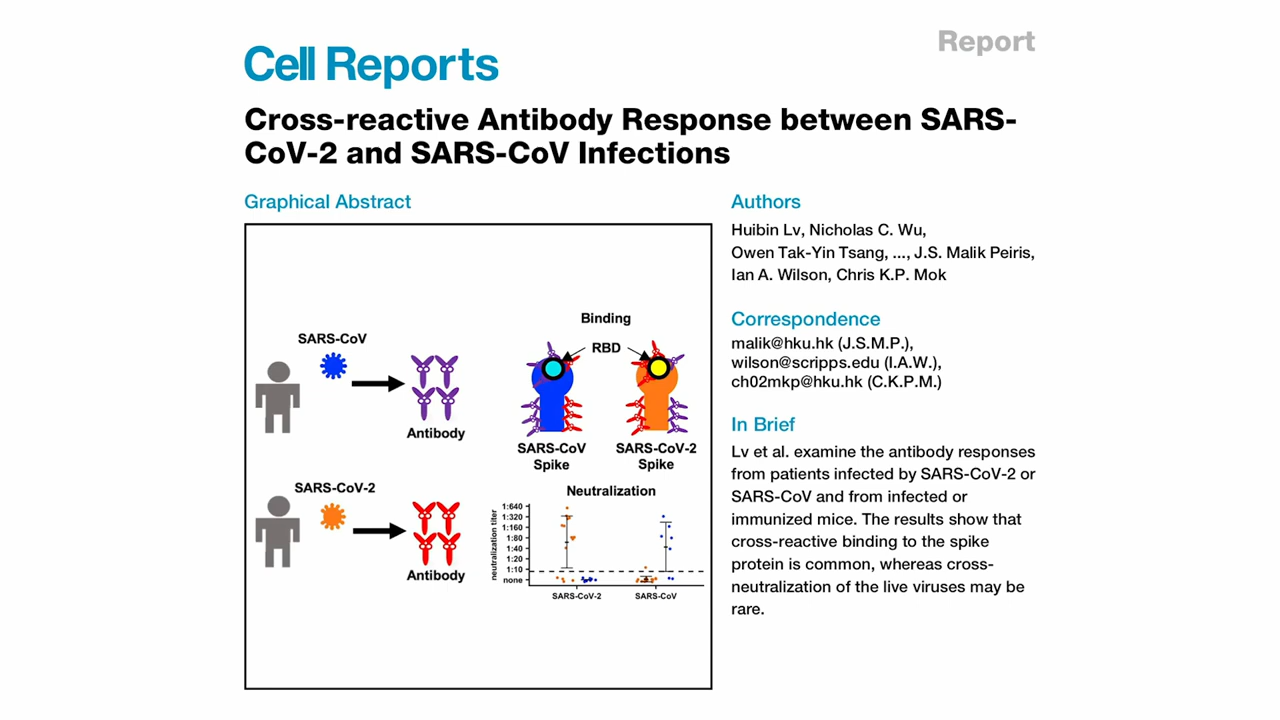 Report
Cell Reports
Cross-reactive Antibody Response between SARS-
CoV-2 and SARS-CoV Infections
Graphical Abstract
SARS-CoV
Antibody
SARS-CoV-2
Antibody
Binding
RBD
SARS-CoV
Spike
SARS-CoV-2
Spike
Neutralization
neutralization titer
1:640
1:320
1:160
1:80
1:40
1:20
1:10
none
SARS-CoV-2
SARS-CoV
Authors
Huibin Lv, Nicholas C. Wu,
Owen Tak-Yin Tsang, ..., J.S. Malik Peiris,
Ian A. Wilson, Chris K.P. Mok
Correspondence
malik@hku.hk (J.S.M.P.),
wilson@scripps.edu (I.A.W.),
ch02mkp@hku.hk (C.K.P.M.)
In Brief
Lv et al. examine the antibody responses
from patients infected by SARS-CoV-2 or
SARS-CoV and from infected or
immunized mice. The results show that
cross-reactive binding to the spike
protein is common, whereas cross-
neutralization of the live viruses may be
rare.